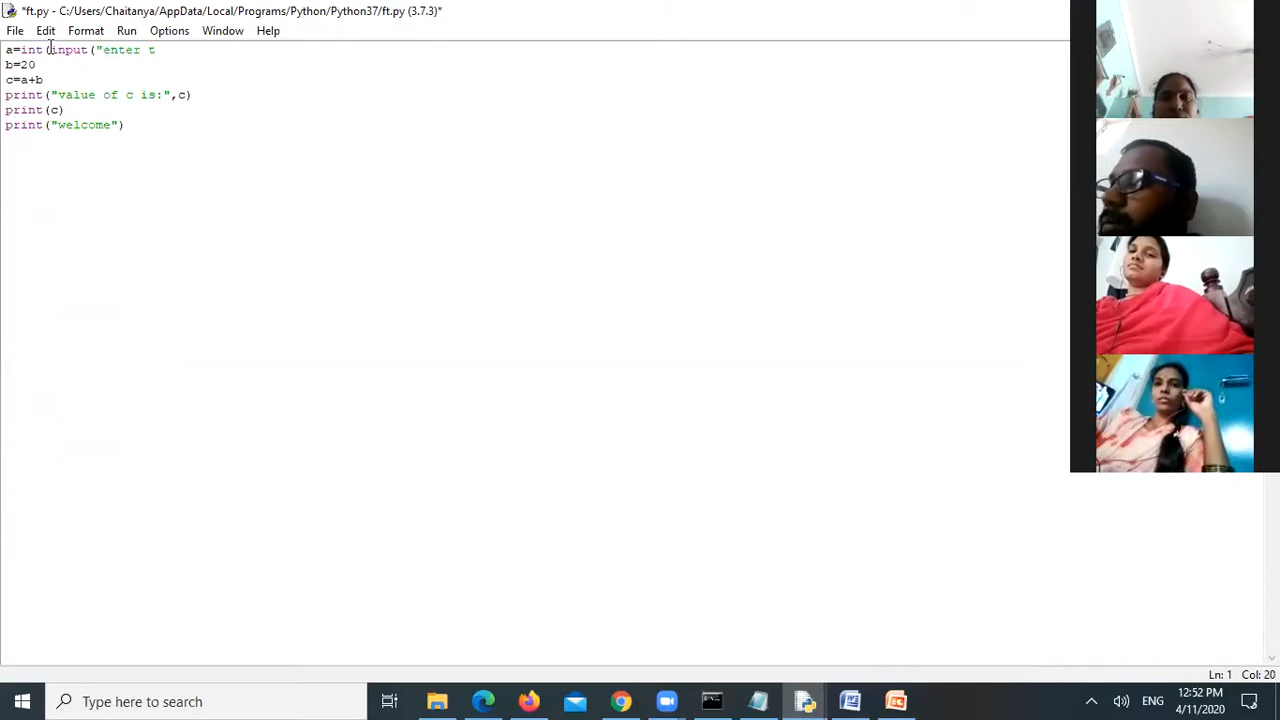 *ft.py - C:/Users/Chaitanya/AppData/Local/Programs/Python/Python37/ft.py (3.7.3)*
File Edit Format Run Options Window Help
a=int(input("enter t
b=20
c=a+b
print("value of c is:",c)
print(c)
print("welcome")
Ln: 1 Col: 20
Type here to search
ENG
12:52 PM
4/11/2020